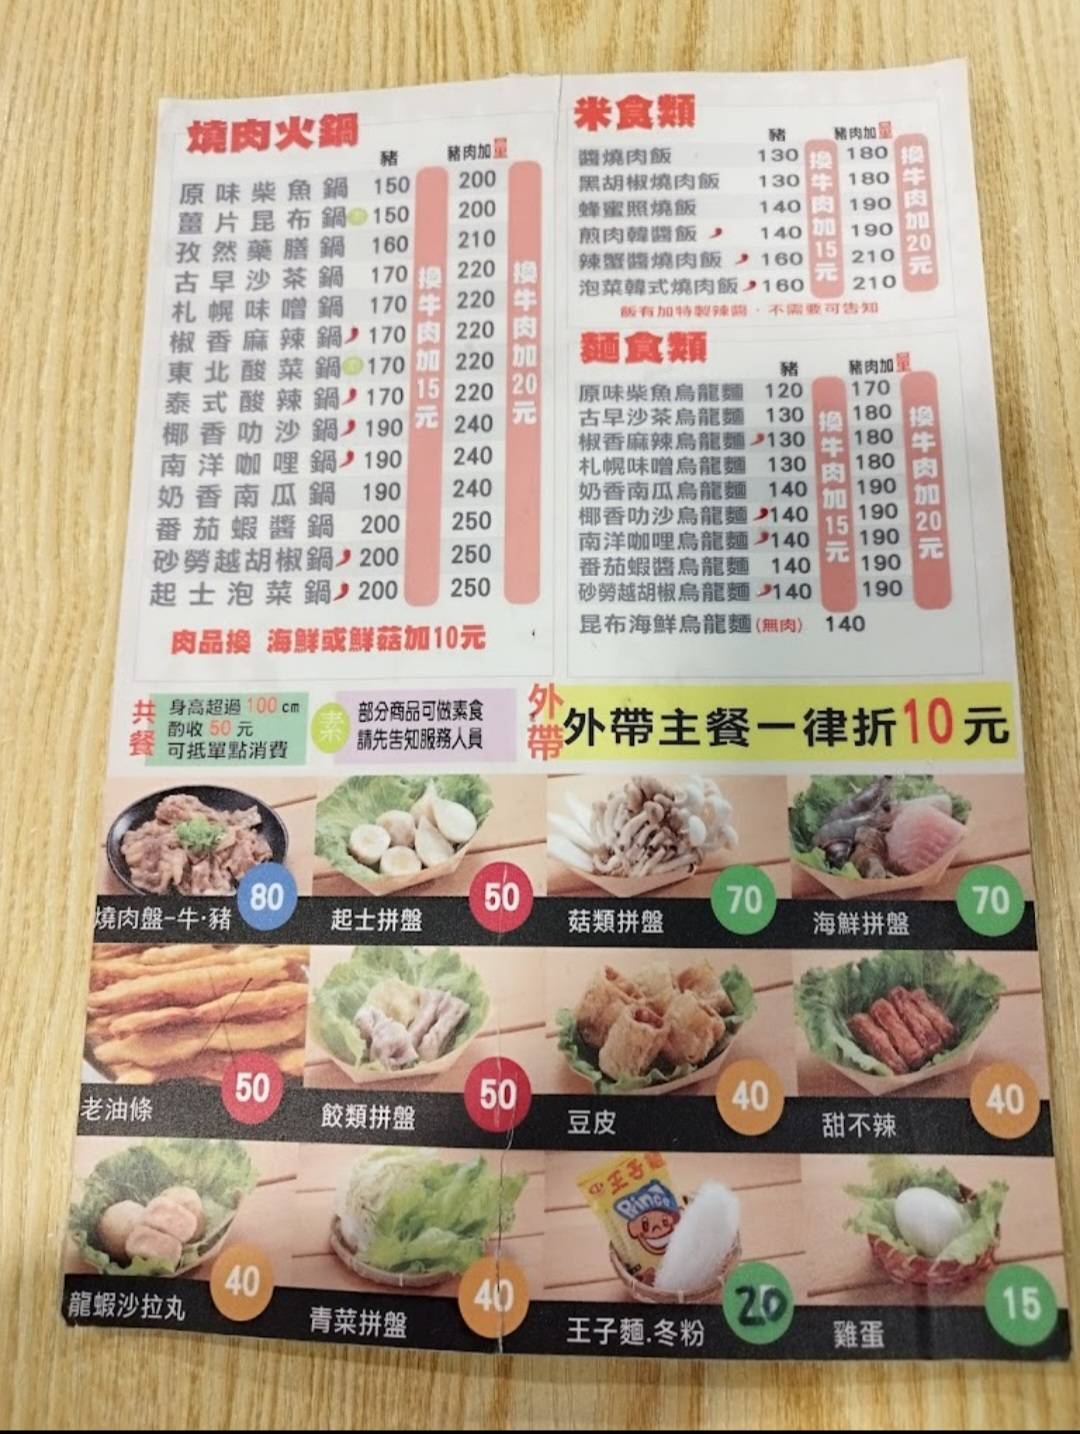 燒肉火鍋
豬 豬肉加量
原味柴魚鍋 150 200
薑片昆布鍋 素 150 200
孜然藥膳鍋 160 210
古早沙茶鍋 170 220
札幌味噌鍋 170 220
椒香麻辣鍋 170 220
東北酸菜鍋 素 170 220
泰式酸辣鍋 170 220
椰香叻沙鍋 190 240
南洋咖哩鍋 190 240
奶香南瓜鍋 190 240
番茄蝦醬鍋 200 250
砂勞越胡椒鍋 200 250
起士泡菜鍋 200 250
換牛肉加15元
換牛肉加20元
肉品換 海鮮或鮮菇加10元
米食類
豬 豬肉加量
醬燒肉飯 130 180
黑胡椒燒肉飯 130 180
蜂蜜照燒飯 140 190
煎肉韓醬飯 140 190
辣蟹醬燒肉飯 160 210
泡菜韓式燒肉飯 160 210
換牛肉加15元
換牛肉加20元
飯有加特製辣醬，不需要可告知
麵食類
豬 豬肉加量
原味柴魚烏龍麵 120 170
古早沙茶烏龍麵 130 180
椒香麻辣烏龍麵 130 180
札幌味噌烏龍麵 130 180
奶香南瓜烏龍麵 140 190
椰香叻沙烏龍麵 140 190
南洋咖哩烏龍麵 140 190
番茄蝦醬烏龍麵 140 190
砂勞越胡椒烏龍麵 140 190
換牛肉加15元
換牛肉加20元
昆布海鮮烏龍麵(無肉) 140
共餐
身高超過100cm
酌收50元
可抵單點消費
素
部分商品可做素食
請先告知服務人員
外帶
外帶主餐一律折10元
燒肉盤-牛·豬 80
起士拼盤 50
菇類拼盤 70
海鮮拼盤 70
老油條 50
餃類拼盤 50
豆皮 40
甜不辣 40
龍蝦沙拉丸 40
青菜拼盤 40
王子麵
Prince
王子麵.冬粉 20
雞蛋 15